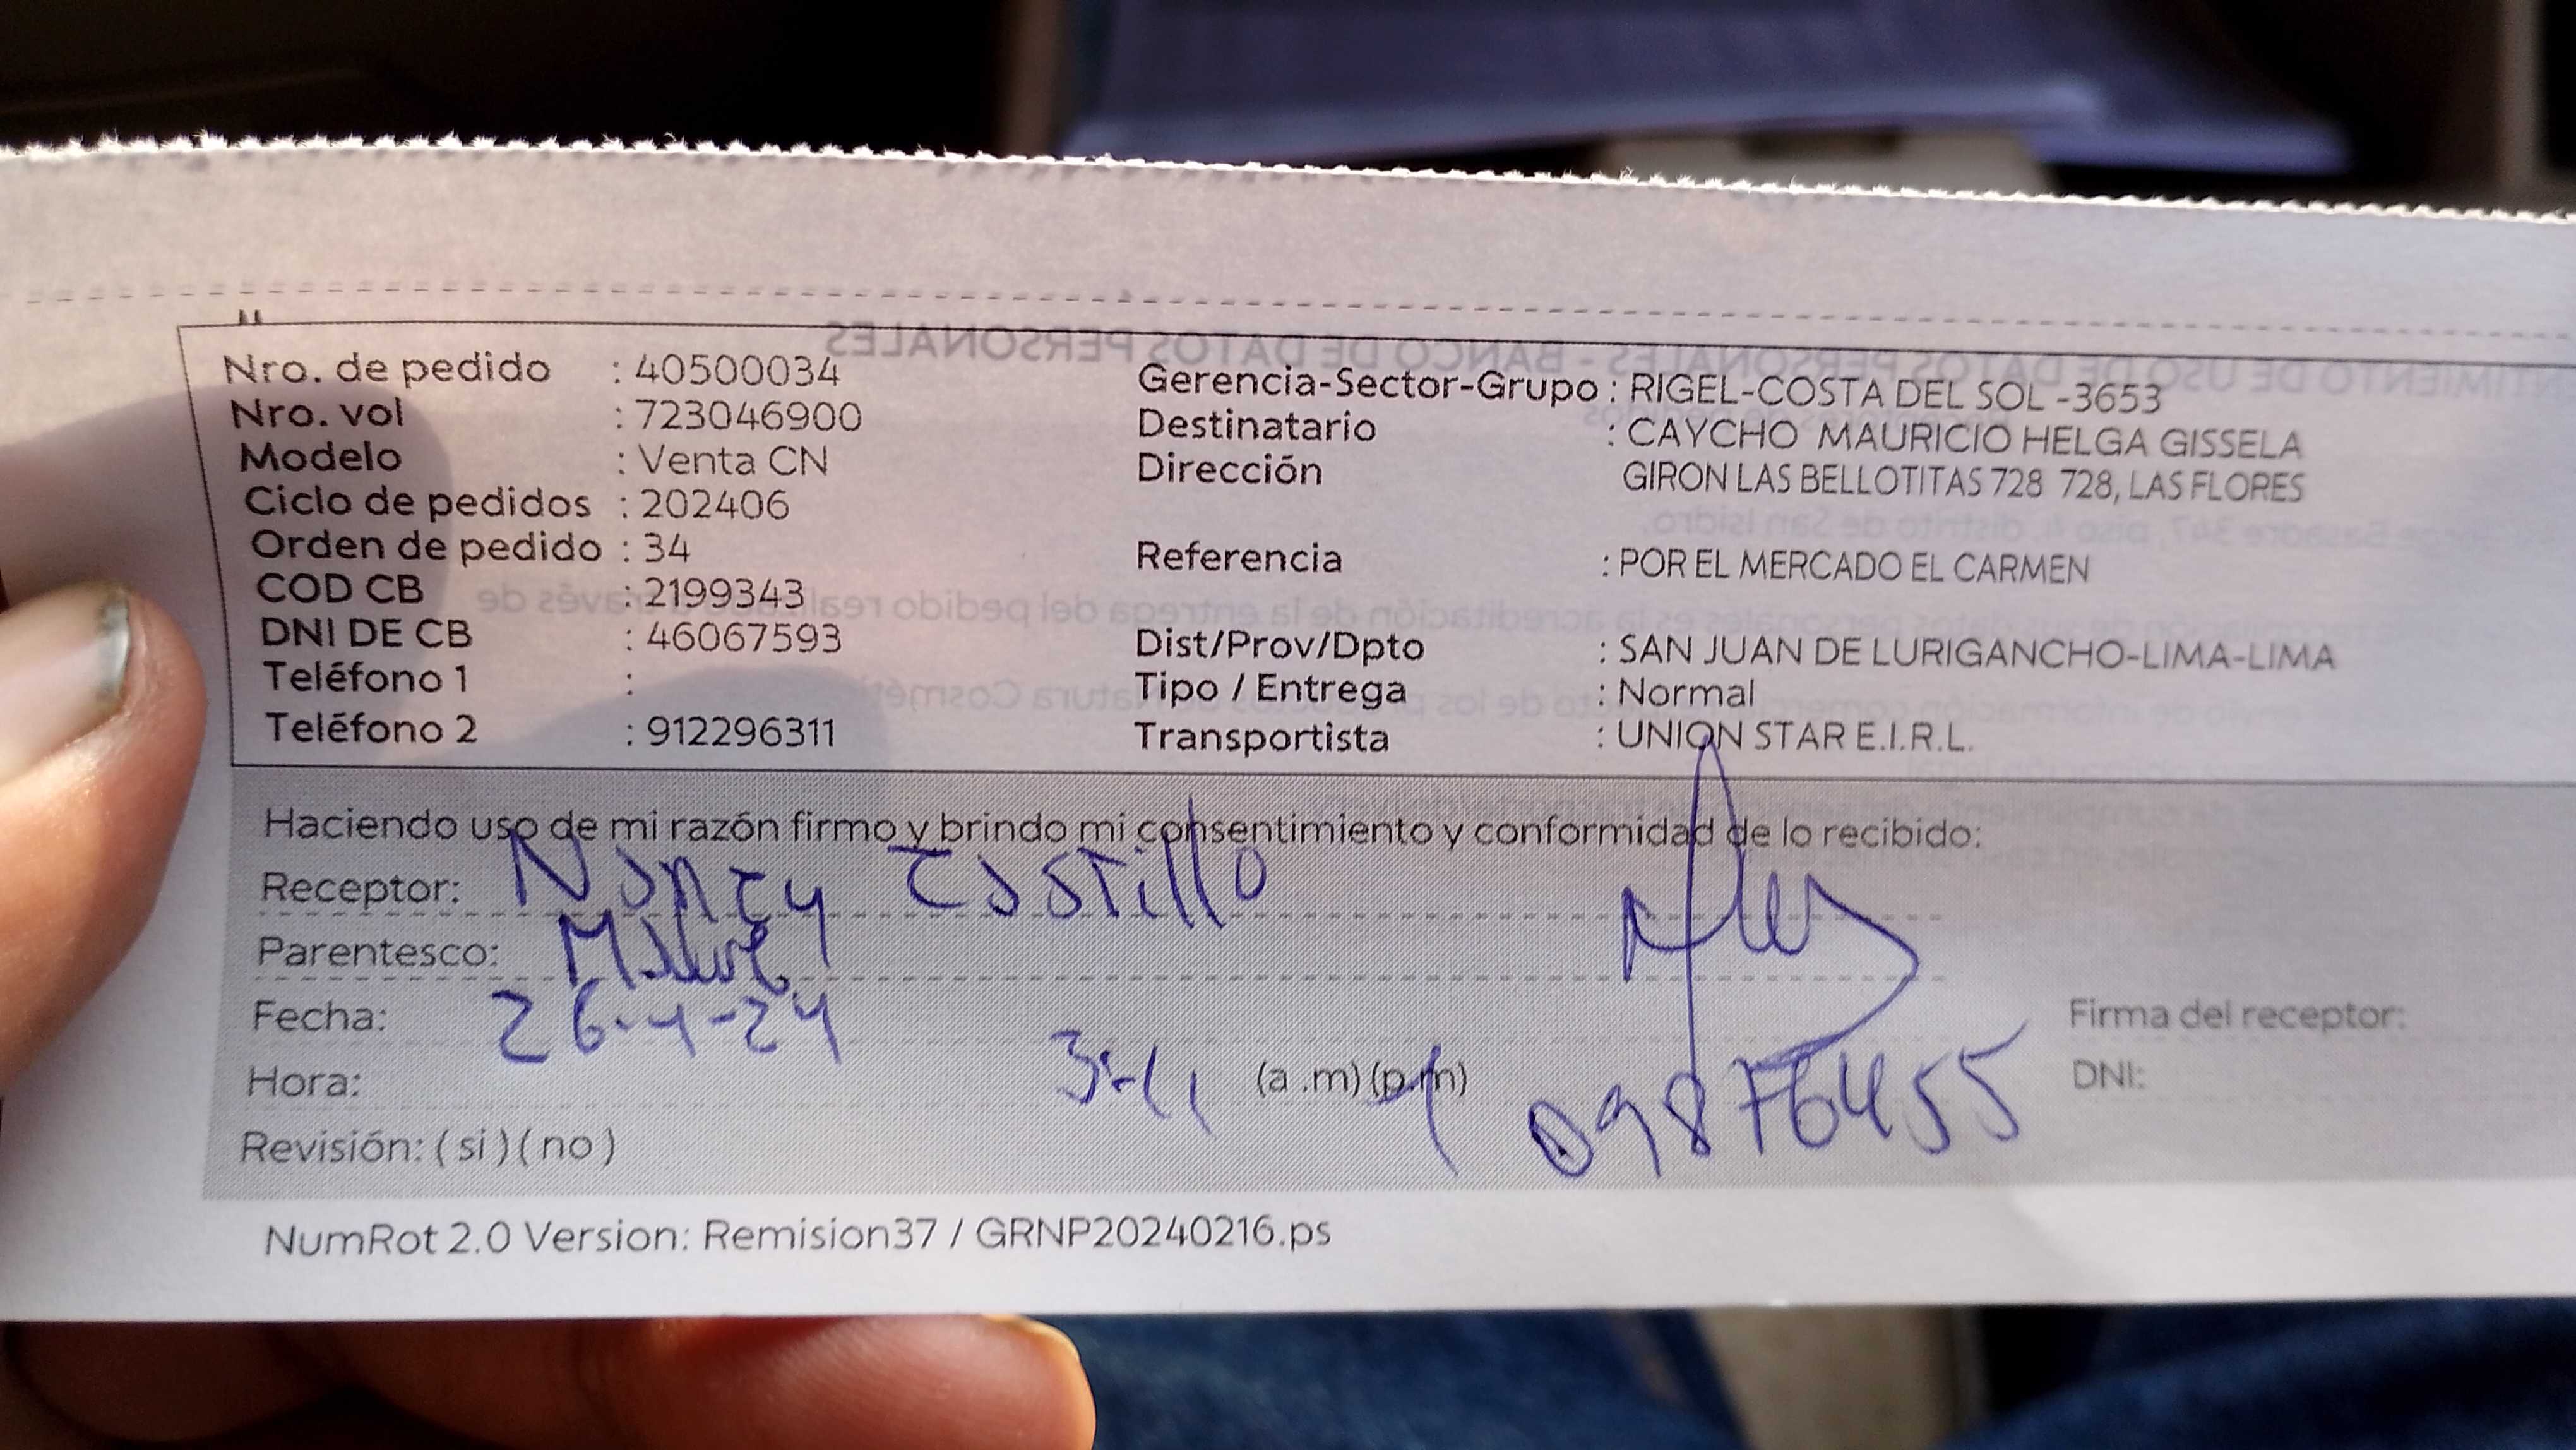 Nro. de pedido : 40500034
Nro. vol : 723046900
Modelo : Venta CN
Ciclo de pedidos : 202406
Orden de pedido : 34
COD CB : 2199343
DNI DE CB : 46067593
Teléfono 1 :
Teléfono 2 : 912296311
Gerencia-Sector-Grupo : RIGEL-COSTA DEL SOL -3653
Destinatario : CAYCHO MAURICIO HELGA GISSELA
Dirección GIRON LAS BELLOTITAS 728 728, LAS FLORES
Referencia : POR EL MERCADO EL CARMEN
Dist/Prov/Dpto : SAN JUAN DE LURIGANCHO-LIMA-LIMA
Tipo / Entrega : Normal
Transportista : UNION STAR E.I.R.L.
Haciendo uso de mi razón firmo y brindo mi consentimiento y conformidad de lo recibido:
Receptor: Nancy Castillo
Parentesco: Madre
Fecha: 26-4-24
Firma del receptor:
Hora: (a .m) (p.m)
DNI: 09876455
Revisión: ( si ) ( no )
NumRot 2.0 Version: Remision37 / GRNP20240216.ps